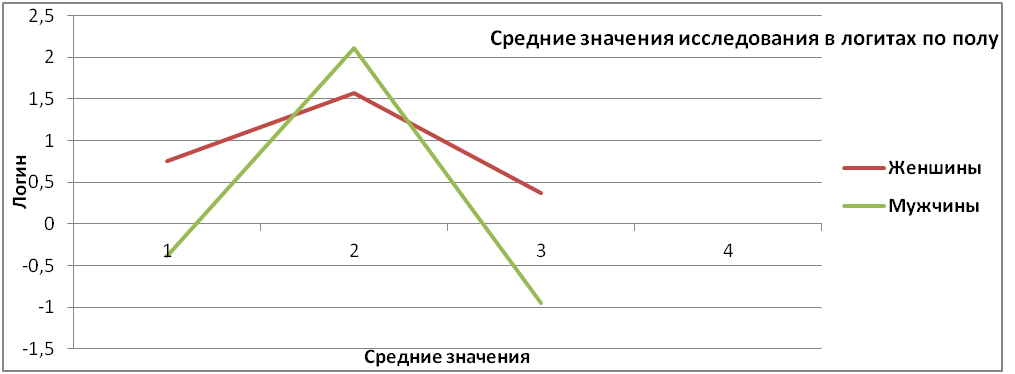 Средние значения исследования в логитах по полу
2,5
2
1,5
1
0,5
0
-0,5
-1
-1,5
Логин
1 2 3 4
Средние значения
Женшины
Мужчины